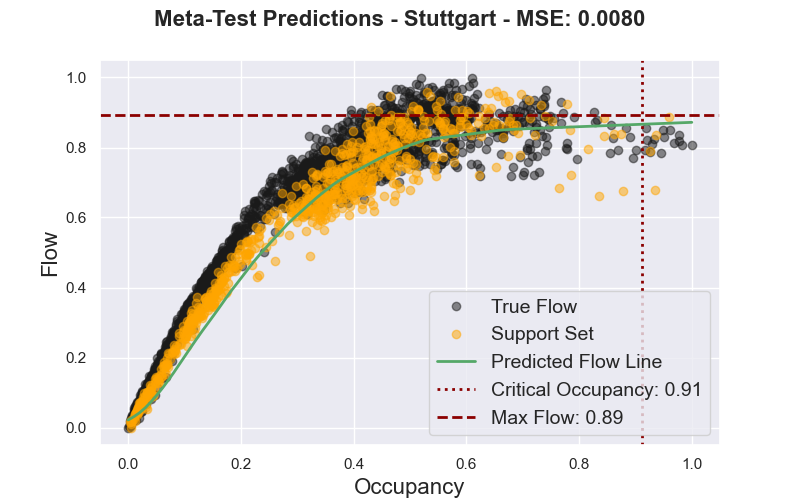 Meta-Test Predictions - Stuttgart - MSE: 0.0080
1.0
0.8
0.6
0.4
0.2
0.0
Flow
True Flow
Support Set
Predicted Flow Line
Critical Occupancy: 0.91
Max Flow: 0.89
0.0 0.2 0.4 0.6 0.8 1.0
Occupancy